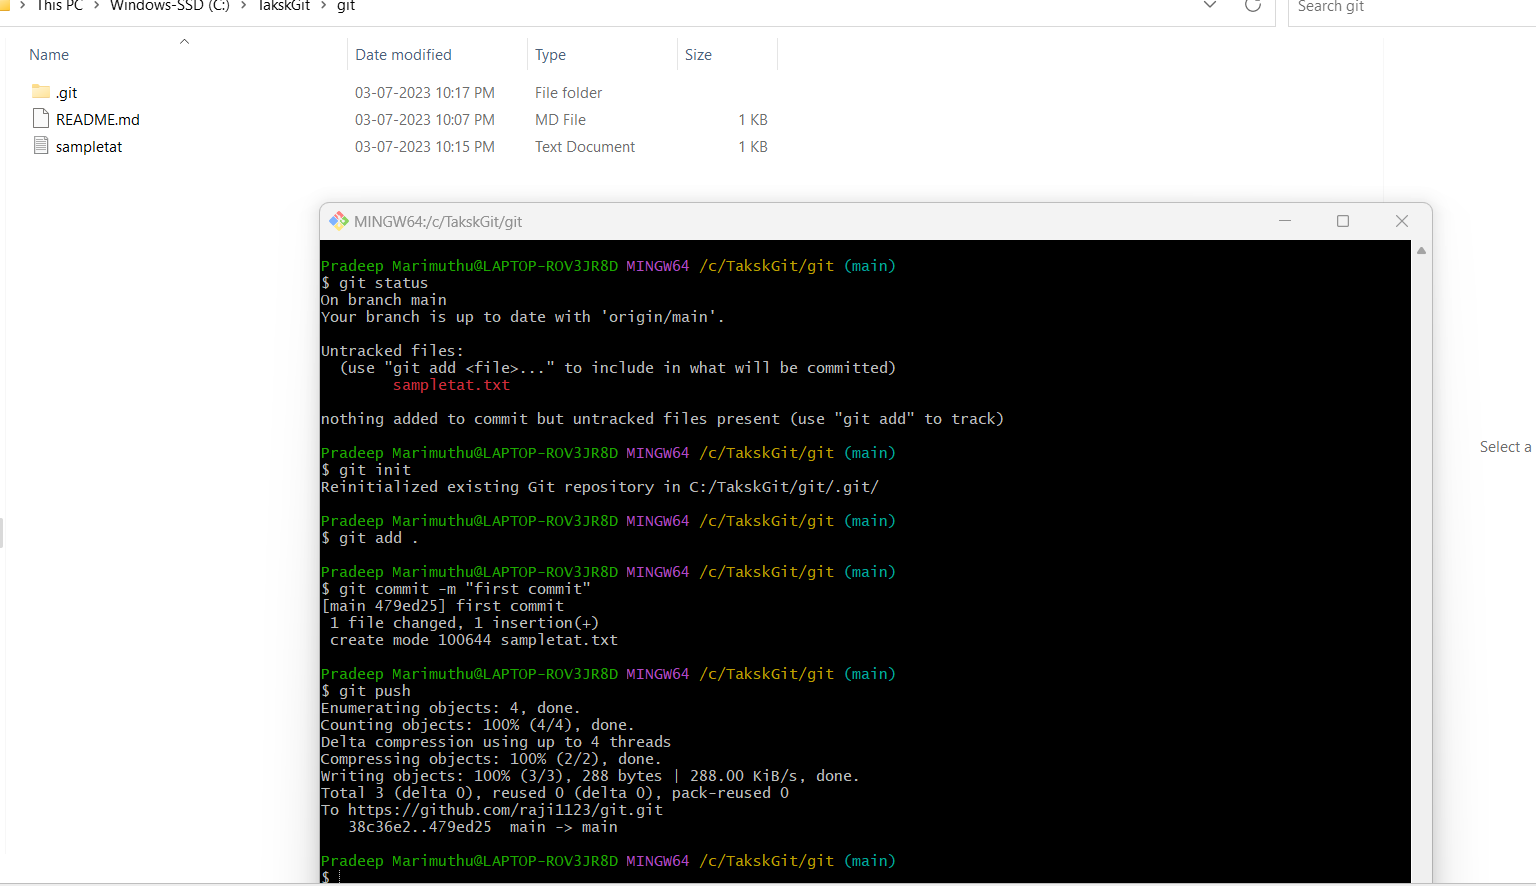 This PC > Windows-SSD (C:) > TakskGit > git
Search git
Name Date modified Type Size
.git 03-07-2023 10:17 PM File folder
README.md 03-07-2023 10:07 PM MD File 1 KB
sampletat 03-07-2023 10:15 PM Text Document 1 KB
Select a
MINGW64:/c/TakskGit/git
Pradeep Marimuthu@LAPTOP-ROV3JR8D MINGW64 /c/TakskGit/git (main)
$ git status
On branch main
Your branch is up to date with 'origin/main'.
Untracked files:
(use "git add <file>..." to include in what will be committed)
sampletat.txt
nothing added to commit but untracked files present (use "git add" to track)
Pradeep Marimuthu@LAPTOP-ROV3JR8D MINGW64 /c/TakskGit/git (main)
$ git init
Reinitialized existing Git repository in C:/TakskGit/git/.git/
Pradeep Marimuthu@LAPTOP-ROV3JR8D MINGW64 /c/TakskGit/git (main)
$ git add .
Pradeep Marimuthu@LAPTOP-ROV3JR8D MINGW64 /c/TakskGit/git (main)
$ git commit -m "first commit"
[main 479ed25] first commit
1 file changed, 1 insertion(+)
create mode 100644 sampletat.txt
Pradeep Marimuthu@LAPTOP-ROV3JR8D MINGW64 /c/TakskGit/git (main)
$ git push
Enumerating objects: 4, done.
Counting objects: 100% (4/4), done.
Delta compression using up to 4 threads
Compressing objects: 100% (2/2), done.
Writing objects: 100% (3/3), 288 bytes | 288.00 KiB/s, done.
Total 3 (delta 0), reused 0 (delta 0), pack-reused 0
To https://github.com/raji1123/git.git
38c36e2..479ed25 main -> main
Pradeep Marimuthu@LAPTOP-ROV3JR8D MINGW64 /c/TakskGit/git (main)
$